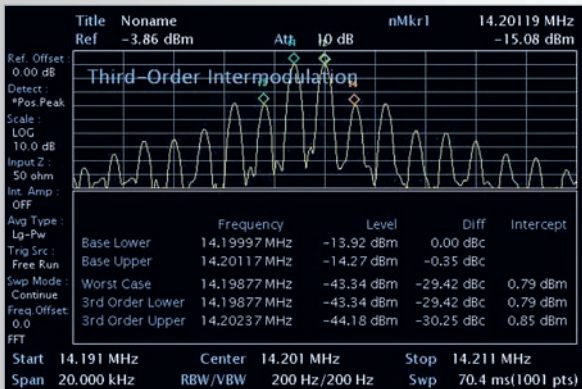 Title Noname nMkr1 14.20119 MHz
Ref -3.86 dBm Att 10 dB -15.08 dBm
Ref. Offset :
0.00 dB
Detect :
*Pos.Peak
Scale :
LOG
10.0 dB
Input Z :
50 ohm
Int. Amp :
OFF
Avg Type :
Lg-Pw
Trig Src :
Free Run
Swp Mode :
Continue
Freq.Offset:
0.0
FFT
Third-Order Intermodulation
Frequency Level Diff Intercept
Base Lower 14.19997 MHz -13.92 dBm 0.00 dBc
Base Upper 14.20117 MHz -14.27 dBm -0.35 dBc
Worst Case 14.19877 MHz -43.34 dBm -29.42 dBc 0.79 dBm
3rd Order Lower 14.19877 MHz -43.34 dBm -29.42 dBc 0.79 dBm
3rd Order Upper 14.20237 MHz -44.18 dBm -30.25 dBc 0.85 dBm
Start 14.191 MHz Center 14.201 MHz Stop 14.211 MHz
Span 20.000 kHz RBW/VBW 200 Hz/200 Hz Swp 70.4 ms(1001 pts)